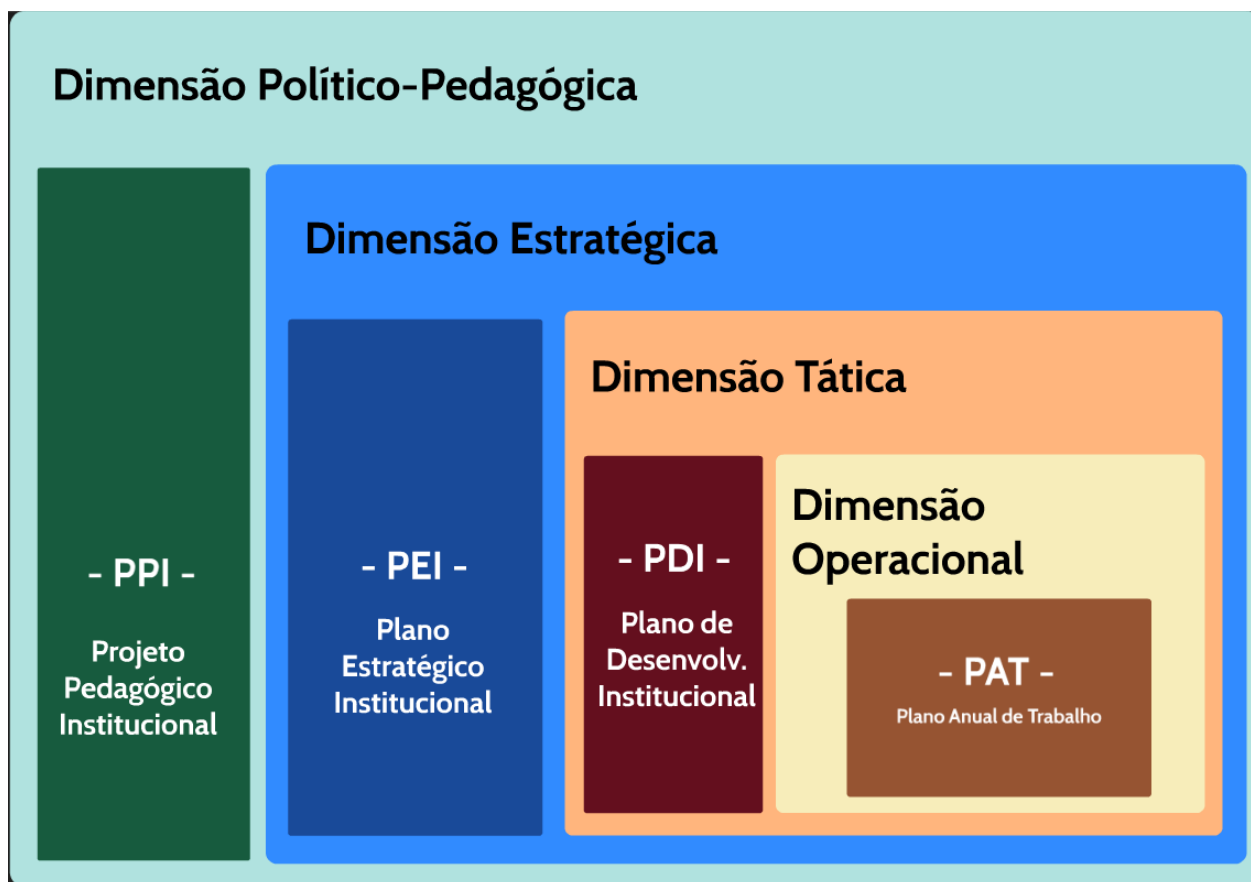 Dimensão Político-Pedagógica
Dimensão Estratégica
Dimensão Tática
Dimensão
Operacional
- PPI -
Projeto
Pedagógico
Institucional
- PEI -
Plano
Estratégico
Institucional
- PDI -
Plano de
Desenvolv.
Institucional
- PAT -
Plano Anual de Trabalho